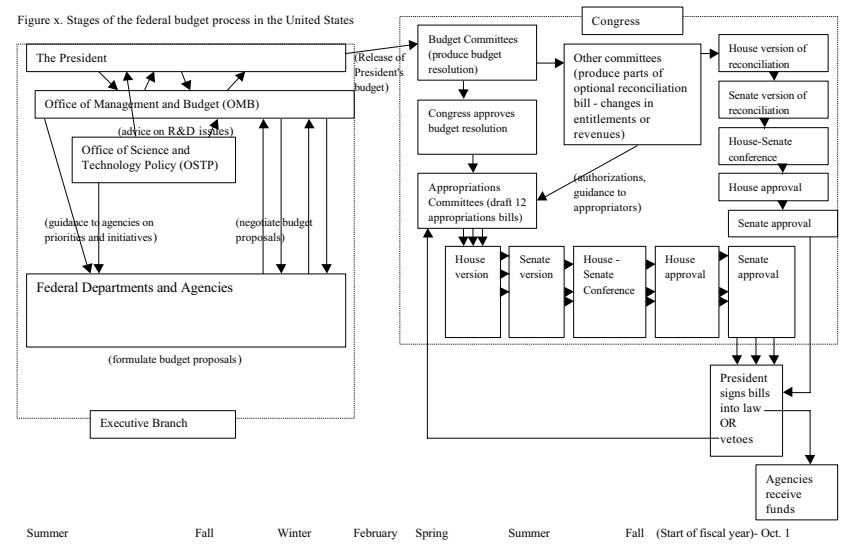 Figure x. Stages of the federal budget process in the United States
Congress
The President
(Release of
President's
budget)
Office of Management and Budget (OMB)
(advice on R&D issues)
Office of Science and
Technology Policy (OSTP)
(guidance to agencies on
priorities and initiatives)
(negotiate budget
proposals)
Federal Departments and Agencies
(formulate budget proposals)
Executive Branch
Budget Committees
(produce budget
resolution)
Congress approves
budget resolution
Appropriations
Committees (draft 12
appropriations bills)
Other committees
(produce parts of
optional reconciliation
bill - changes in
entitlements or
revenues)
(authorizations,
guidance to
appropriators)
House version of
reconciliation
Senate version of
reconciliation
House-Senate
conference
House approval
Senate approval
House
version
Senate
version
House -
Senate
Conference
House
approval
Senate
approval
President
signs bills
into law
OR
vetoes
Agencies
receive
funds
Summer Fall Winter February Spring Summer Fall (Start of fiscal year)- Oct. 1